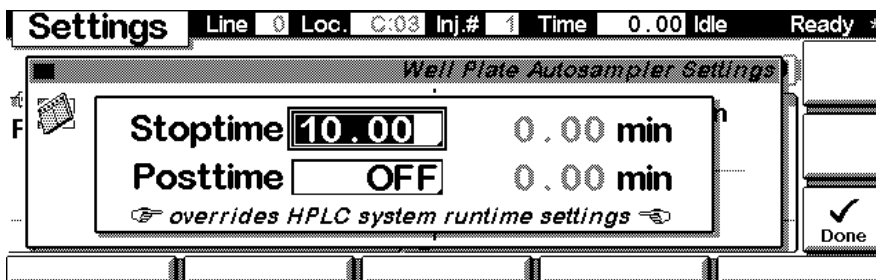 Settings Line 0 Loc. C:03 Inj.# 1 Time 0.00 Idle Ready *
Well Plate Autosampler Settings
F
n
Stoptime 10.00 0.00 min
Posttime OFF 0.00 min
overrides HPLC system runtime settings
Done